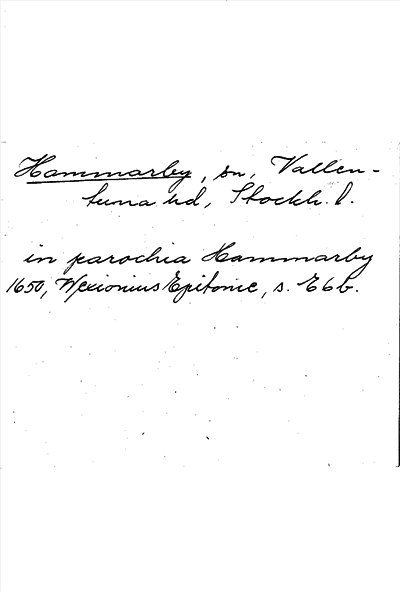 Hammarby, sn, Vallen-
tuna hd, Stockh. l.
in parochia Hammarby
1650, Wexionius Epitome, s. E6b.